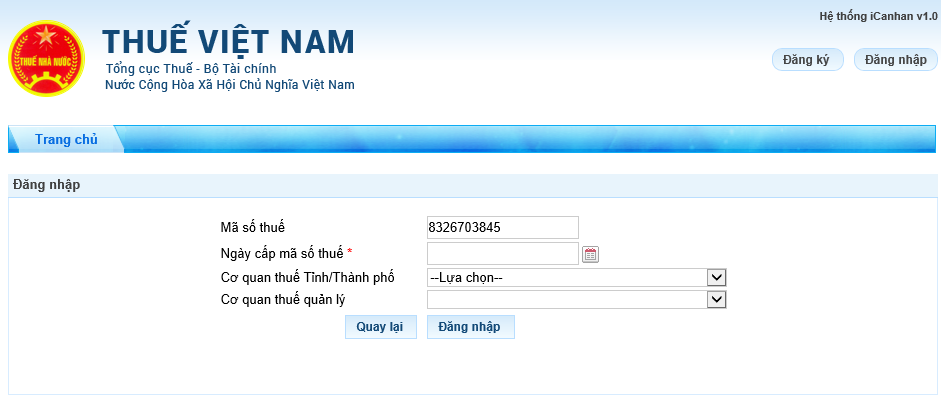 Hệ thống iCanhan v1.0
THUẾ NHÀ NƯỚC
THUẾ VIỆT NAM
Tổng cục Thuế - Bộ Tài chính
Nước Cộng Hòa Xã Hội Chủ Nghĩa Việt Nam
Đăng ký Đăng nhập
Trang chủ
Đăng nhập
Mã số thuế 8326703845
Ngày cấp mã số thuế *
Cơ quan thuế Tỉnh/Thành phố --Lựa chọn--
Cơ quan thuế quản lý
Quay lại Đăng nhập